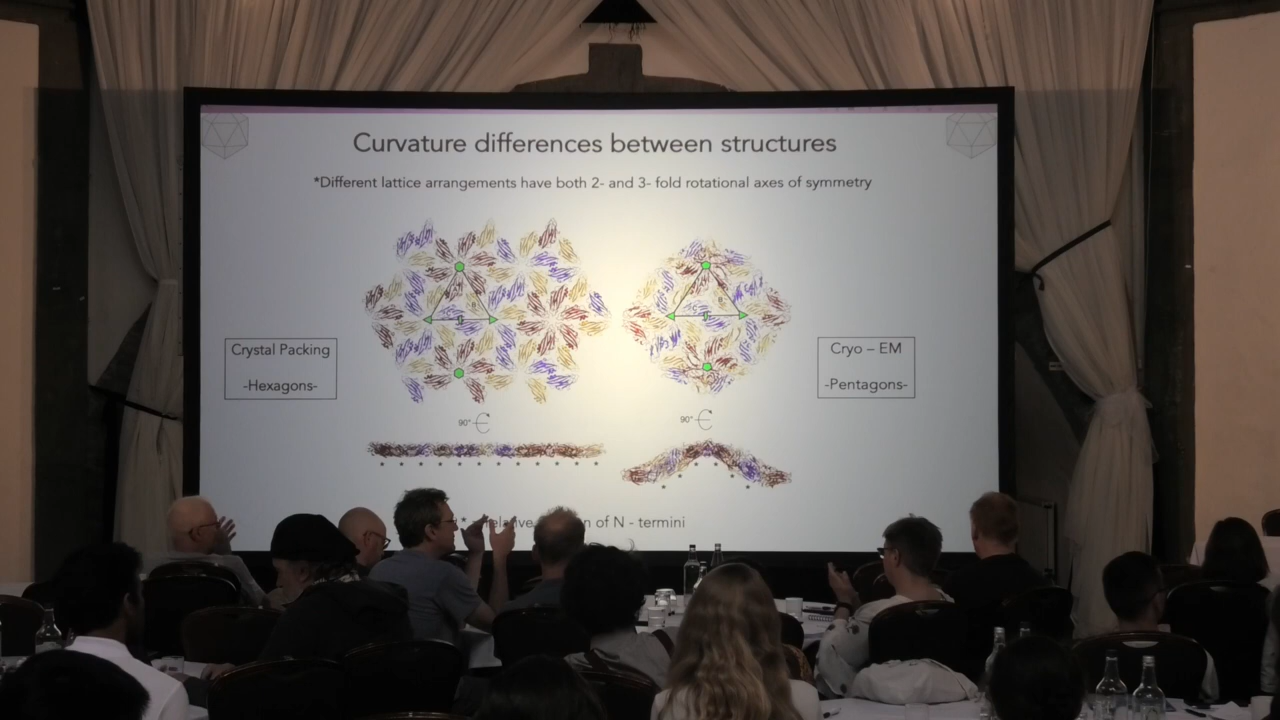 Curvature differences between structures
*Different lattice arrangements have both 2- and 3- fold rotational axes of symmetry
Crystal Packing
-Hexagons-
Cryo – EM
-Pentagons-
90°
90°
* * * * * * * * * * * *
* * * * * *
* relative n of N - termini